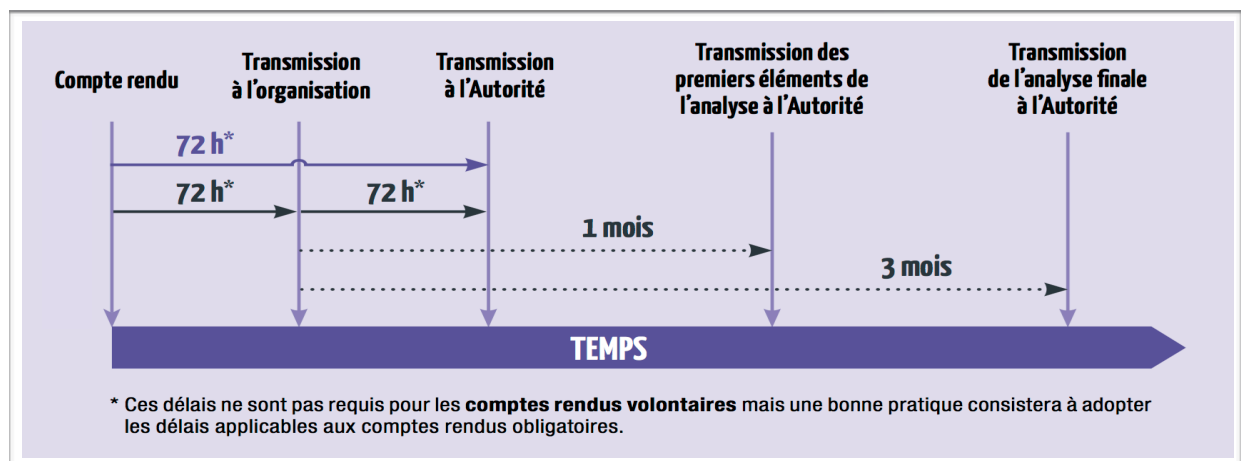 Compte rendu
Transmission
à l'organisation
Transmission
à l'Autorité
Transmission des
premiers éléments de
l'analyse à l'Autorité
Transmission
de l'analyse finale
à l'Autorité
72 h*
72 h*
72 h*
1 mois
3 mois
TEMPS
* Ces délais ne sont pas requis pour les comptes rendus volontaires mais une bonne pratique consistera à adopter
les délais applicables aux comptes rendus obligatoires.